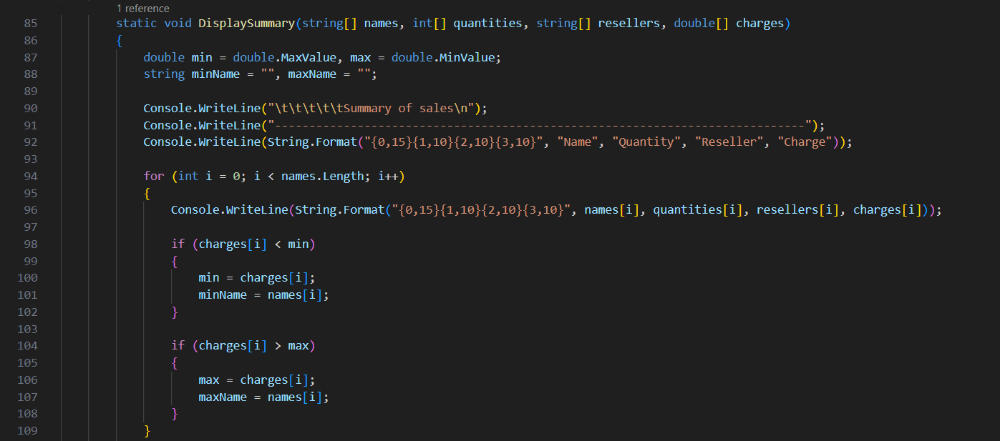 1 reference
85 static void DisplaySummary(string[] names, int[] quantities, string[] resellers, double[] charges)
86 {
87 double min = double.MaxValue, max = double.MinValue;
88 string minName = "", maxName = "";
89
90 Console.WriteLine("\t\t\t\t\tSummary of sales\n");
91 Console.WriteLine("-----------------------------------------------------------------------------");
92 Console.WriteLine(String.Format("{0,15}{1,10}{2,10}{3,10}", "Name", "Quantity", "Reseller", "Charge"));
93
94 for (int i = 0; i < names.Length; i++)
95 {
96 Console.WriteLine(String.Format("{0,15}{1,10}{2,10}{3,10}", names[i], quantities[i], resellers[i], charges[i]));
97
98 if (charges[i] < min)
99 {
100 min = charges[i];
101 minName = names[i];
102 }
103
104 if (charges[i] > max)
105 {
106 max = charges[i];
107 maxName = names[i];
108 }
109 }